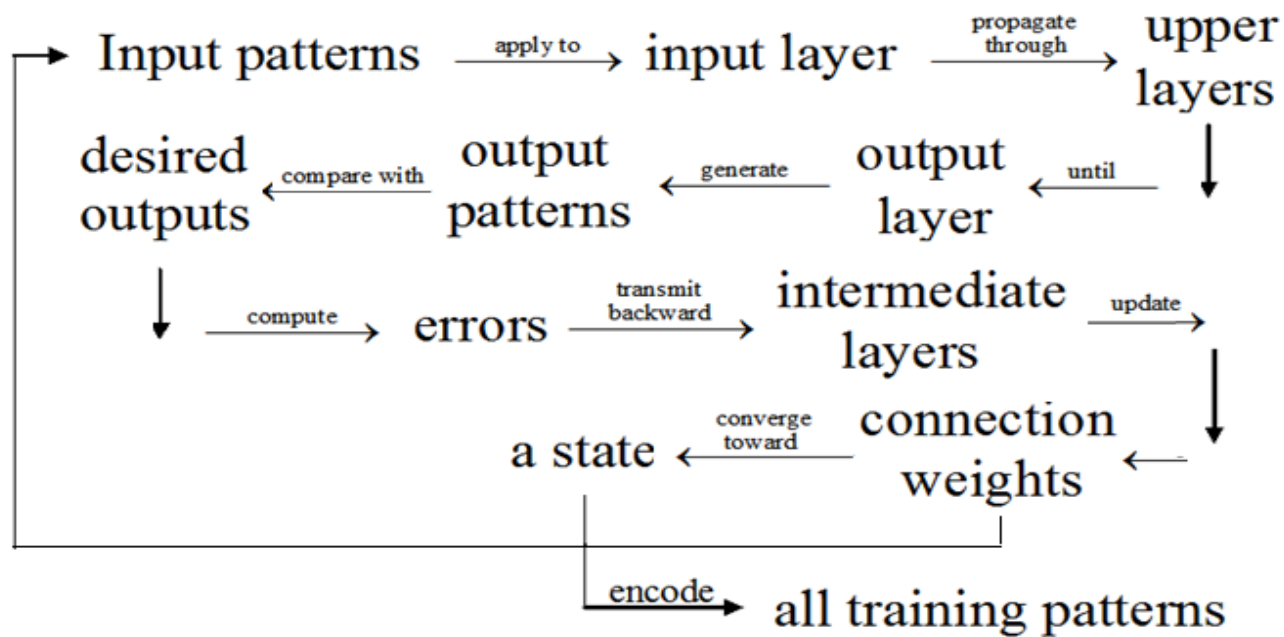 Input patterns apply to input layer propagate through upper layers
desired outputs compare with output patterns generate output layer until
compute errors transmit backward intermediate layers update
a state converge toward connection weights
encode all training patterns